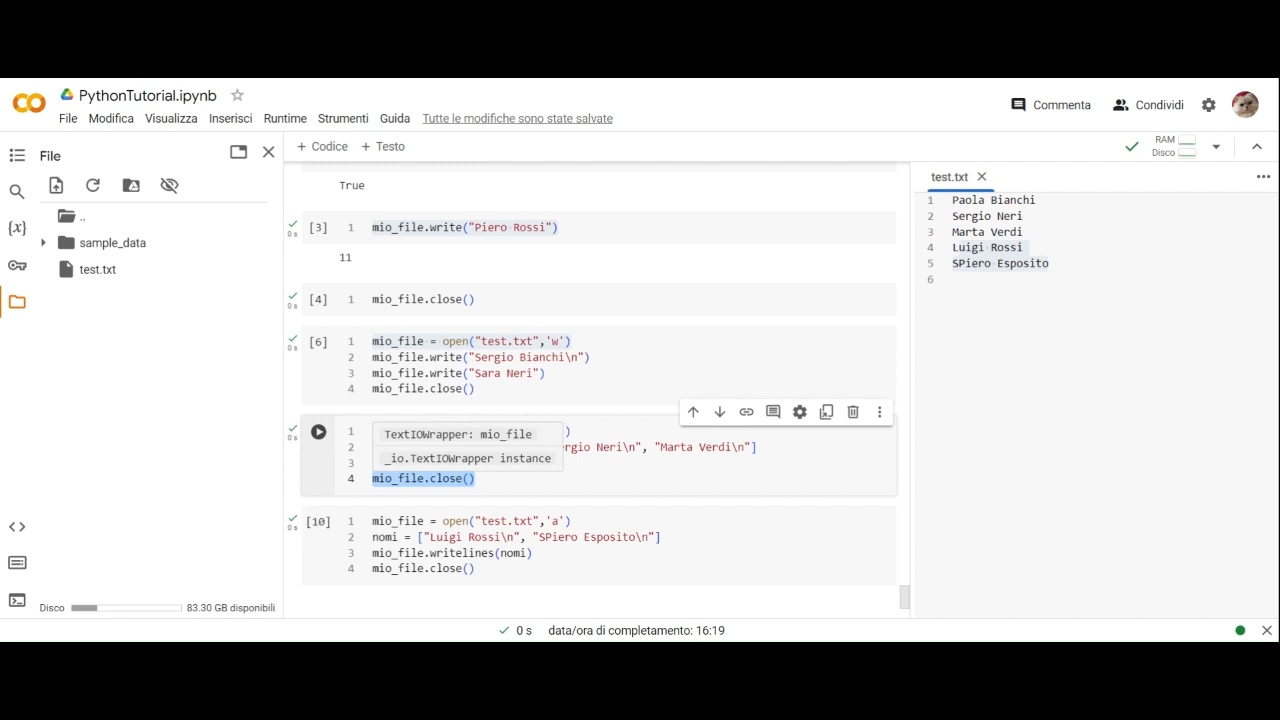 PythonTutorial.ipynb
File Modifica Visualizza Inserisci Runtime Strumenti Guida Tutte le modifiche sono state salvate
Commenta Condividi
File
+ Codice + Testo
RAM
Disco
..
sample_data
test.txt
True
[3] 1 mio_file.write("Piero Rossi")
0 s
11
[4] 1 mio_file.close()
0 s
[6] 1 mio_file = open("test.txt",'w')
0 s
2 mio_file.write("Sergio Bianchi\n")
3 mio_file.write("Sara Neri")
4 mio_file.close()
1 )
0 s
TextIOWrapper: mio_file
2 ergio Neri\n", "Marta Verdi\n"]
_io.TextIOWrapper instance
3
4 mio_file.close()
[10] 1 mio_file = open("test.txt",'a')
0 s
2 nomi = ["Luigi Rossi\n", "SPiero Esposito\n"]
3 mio_file.writelines(nomi)
4 mio_file.close()
Disco 83.30 GB disponibili
test.txt
1 Paola Bianchi
2 Sergio Neri
3 Marta Verdi
4 Luigi Rossi
5 SPiero Esposito
6
0 s data/ora di completamento: 16:19